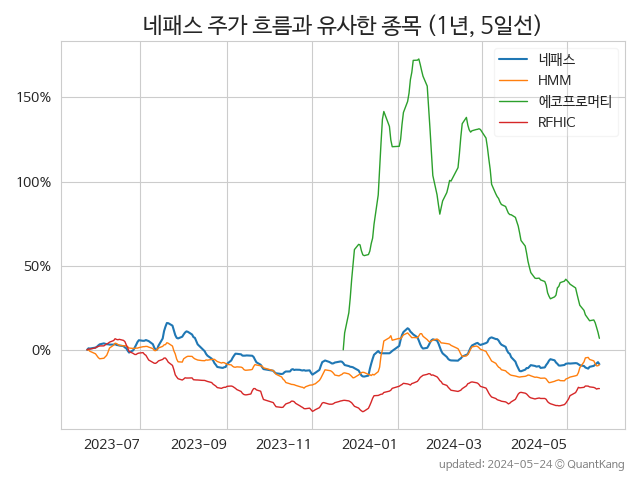 네패스 주가 흐름과 유사한 종목 (1년, 5일선)
네패스
HMM
에코프로머티
RFHIC
150%
100%
50%
0%
2023-07 2023-09 2023-11 2024-01 2024-03 2024-05
updated: 2024-05-24 © QuantKang